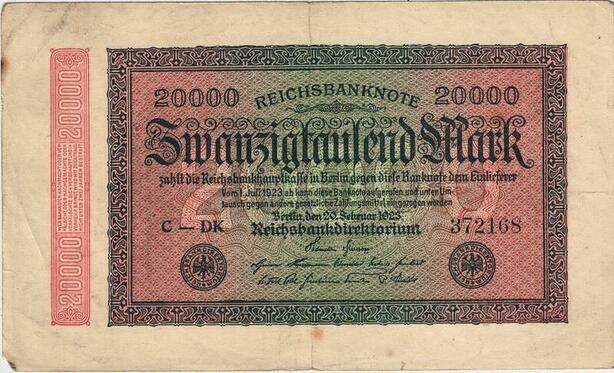 20000 REICHSBANKNOTE 20000
Zwanzigtausend Mark
zahlt die Reichsbankhauptkasse in Berlin gegen diese Banknote dem Einlieferer
Vom 1. Juli 1923 ab kann diese Banknote aufgerufen und unter Um-
tausch gegen andere gesetzliche Zahlungsmittel eingezogen werden
Berlin, den 20. Februar 1923
C – DK Reichsbankdirektorium 372168
20000 20000